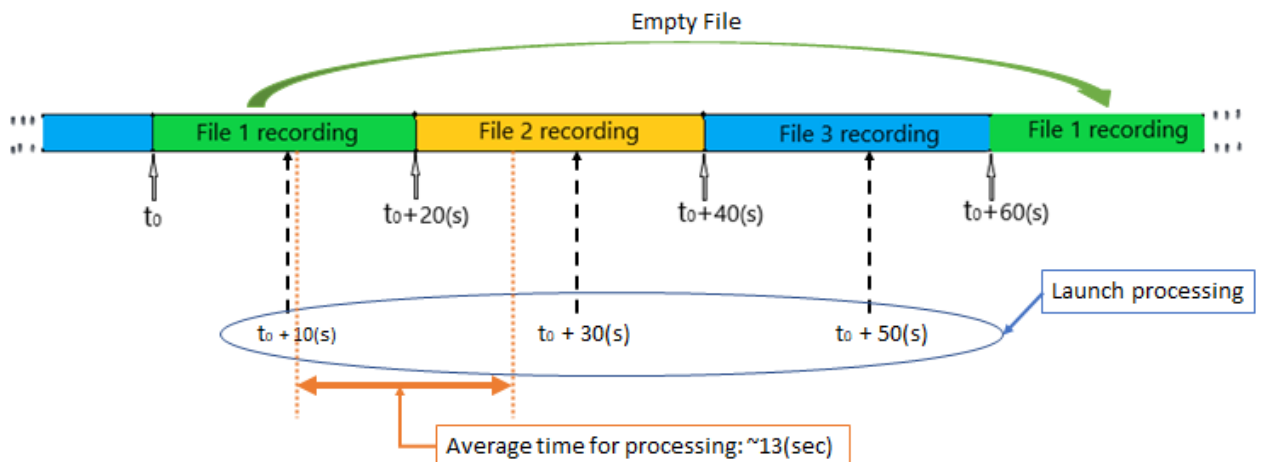 Empty File
File 1 recording
File 2 recording
File 3 recording
File 1 recording
t₀
t₀+20(s)
t₀+40(s)
t₀+60(s)
Launch processing
t₀ + 10(s)
t₀ + 30(s)
t₀ + 50(s)
Average time for processing: ~13(sec)